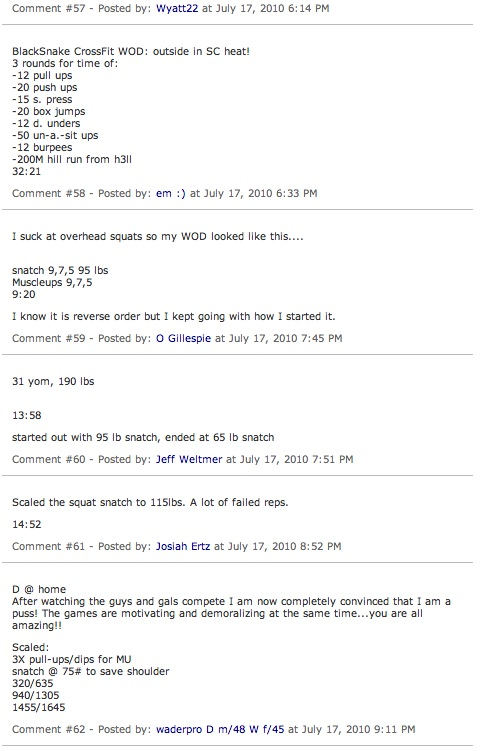 Comment #57 - Posted by: Wyatt22 at July 17, 2010 6:14 PM
BlackSnake CrossFit WOD: outside in SC heat!
3 rounds for time of:
-12 pull ups
-20 push ups
-15 s. press
-20 box jumps
-12 d. unders
-50 un-a.-sit ups
-12 burpees
-200M hill run from h3ll
32:21
Comment #58 - Posted by: em :) at July 17, 2010 6:33 PM
I suck at overhead squats so my WOD looked like this....
snatch 9,7,5 95 lbs
Muscleups 9,7,5
9:20
I know it is reverse order but I kept going with how I started it.
Comment #59 - Posted by: O Gillespie at July 17, 2010 7:45 PM
31 yom, 190 lbs
13:58
started out with 95 lb snatch, ended at 65 lb snatch
Comment #60 - Posted by: Jeff Weltmer at July 17, 2010 7:51 PM
Scaled the squat snatch to 115lbs. A lot of failed reps.
14:52
Comment #61 - Posted by: Josiah Ertz at July 17, 2010 8:52 PM
D @ home
After watching the guys and gals compete I am now completely convinced that I am a
puss! The games are motivating and demoralizing at the same time...you are all
amazing!!
Scaled:
3X pull-ups/dips for MU
snatch @ 75# to save shoulder
320/635
940/1305
1455/1645
Comment #62 - Posted by: waderpro D m/48 W f/45 at July 17, 2010 9:11 PM